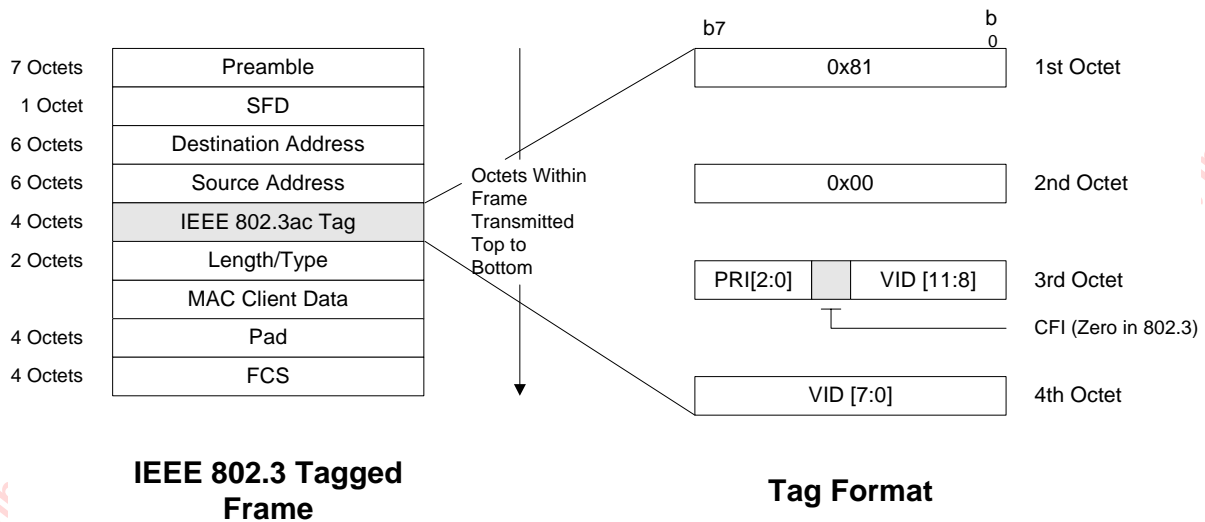 7 Octets
Preamble
1 Octet
SFD
6 Octets
Destination Address
6 Octets
Source Address
4 Octets
IEEE 802.3ac Tag
2 Octets
Length/Type
MAC Client Data
4 Octets
Pad
4 Octets
FCS
Octets Within
Frame
Transmitted
Top to
Bottom
IEEE 802.3 Tagged
Frame
b7
b
0
0x81
1st Octet
0x00
2nd Octet
PRI[2:0]
VID [11:8]
3rd Octet
CFI (Zero in 802.3)
VID [7:0]
4th Octet
Tag Format